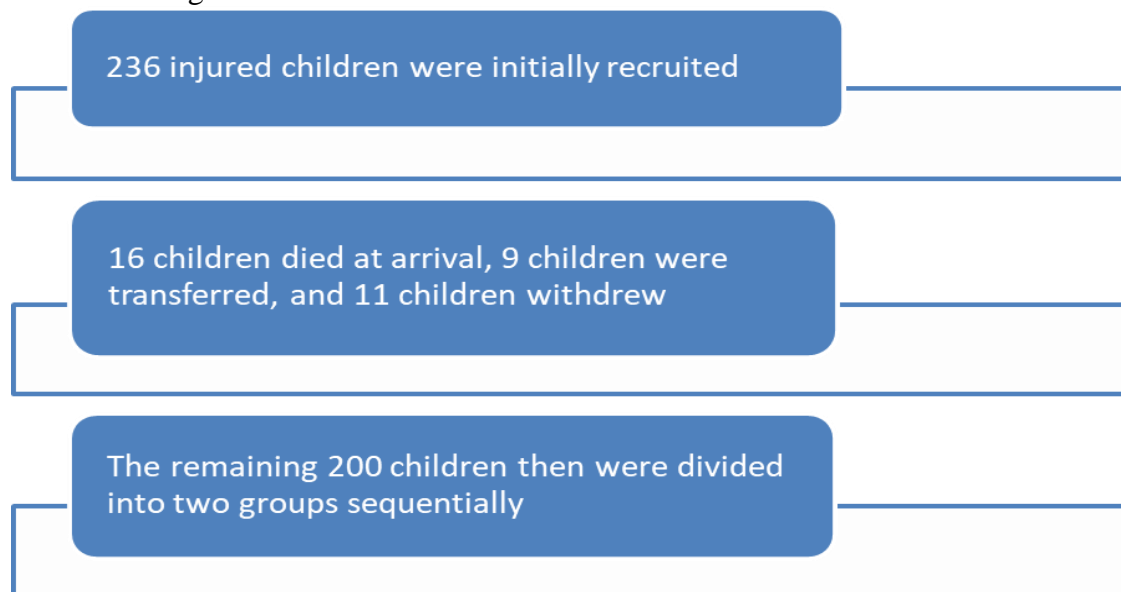 236 injured children were initially recruited
16 children died at arrival, 9 children were
transferred, and 11 children withdrew
The remaining 200 children then were divided
into two groups sequentially